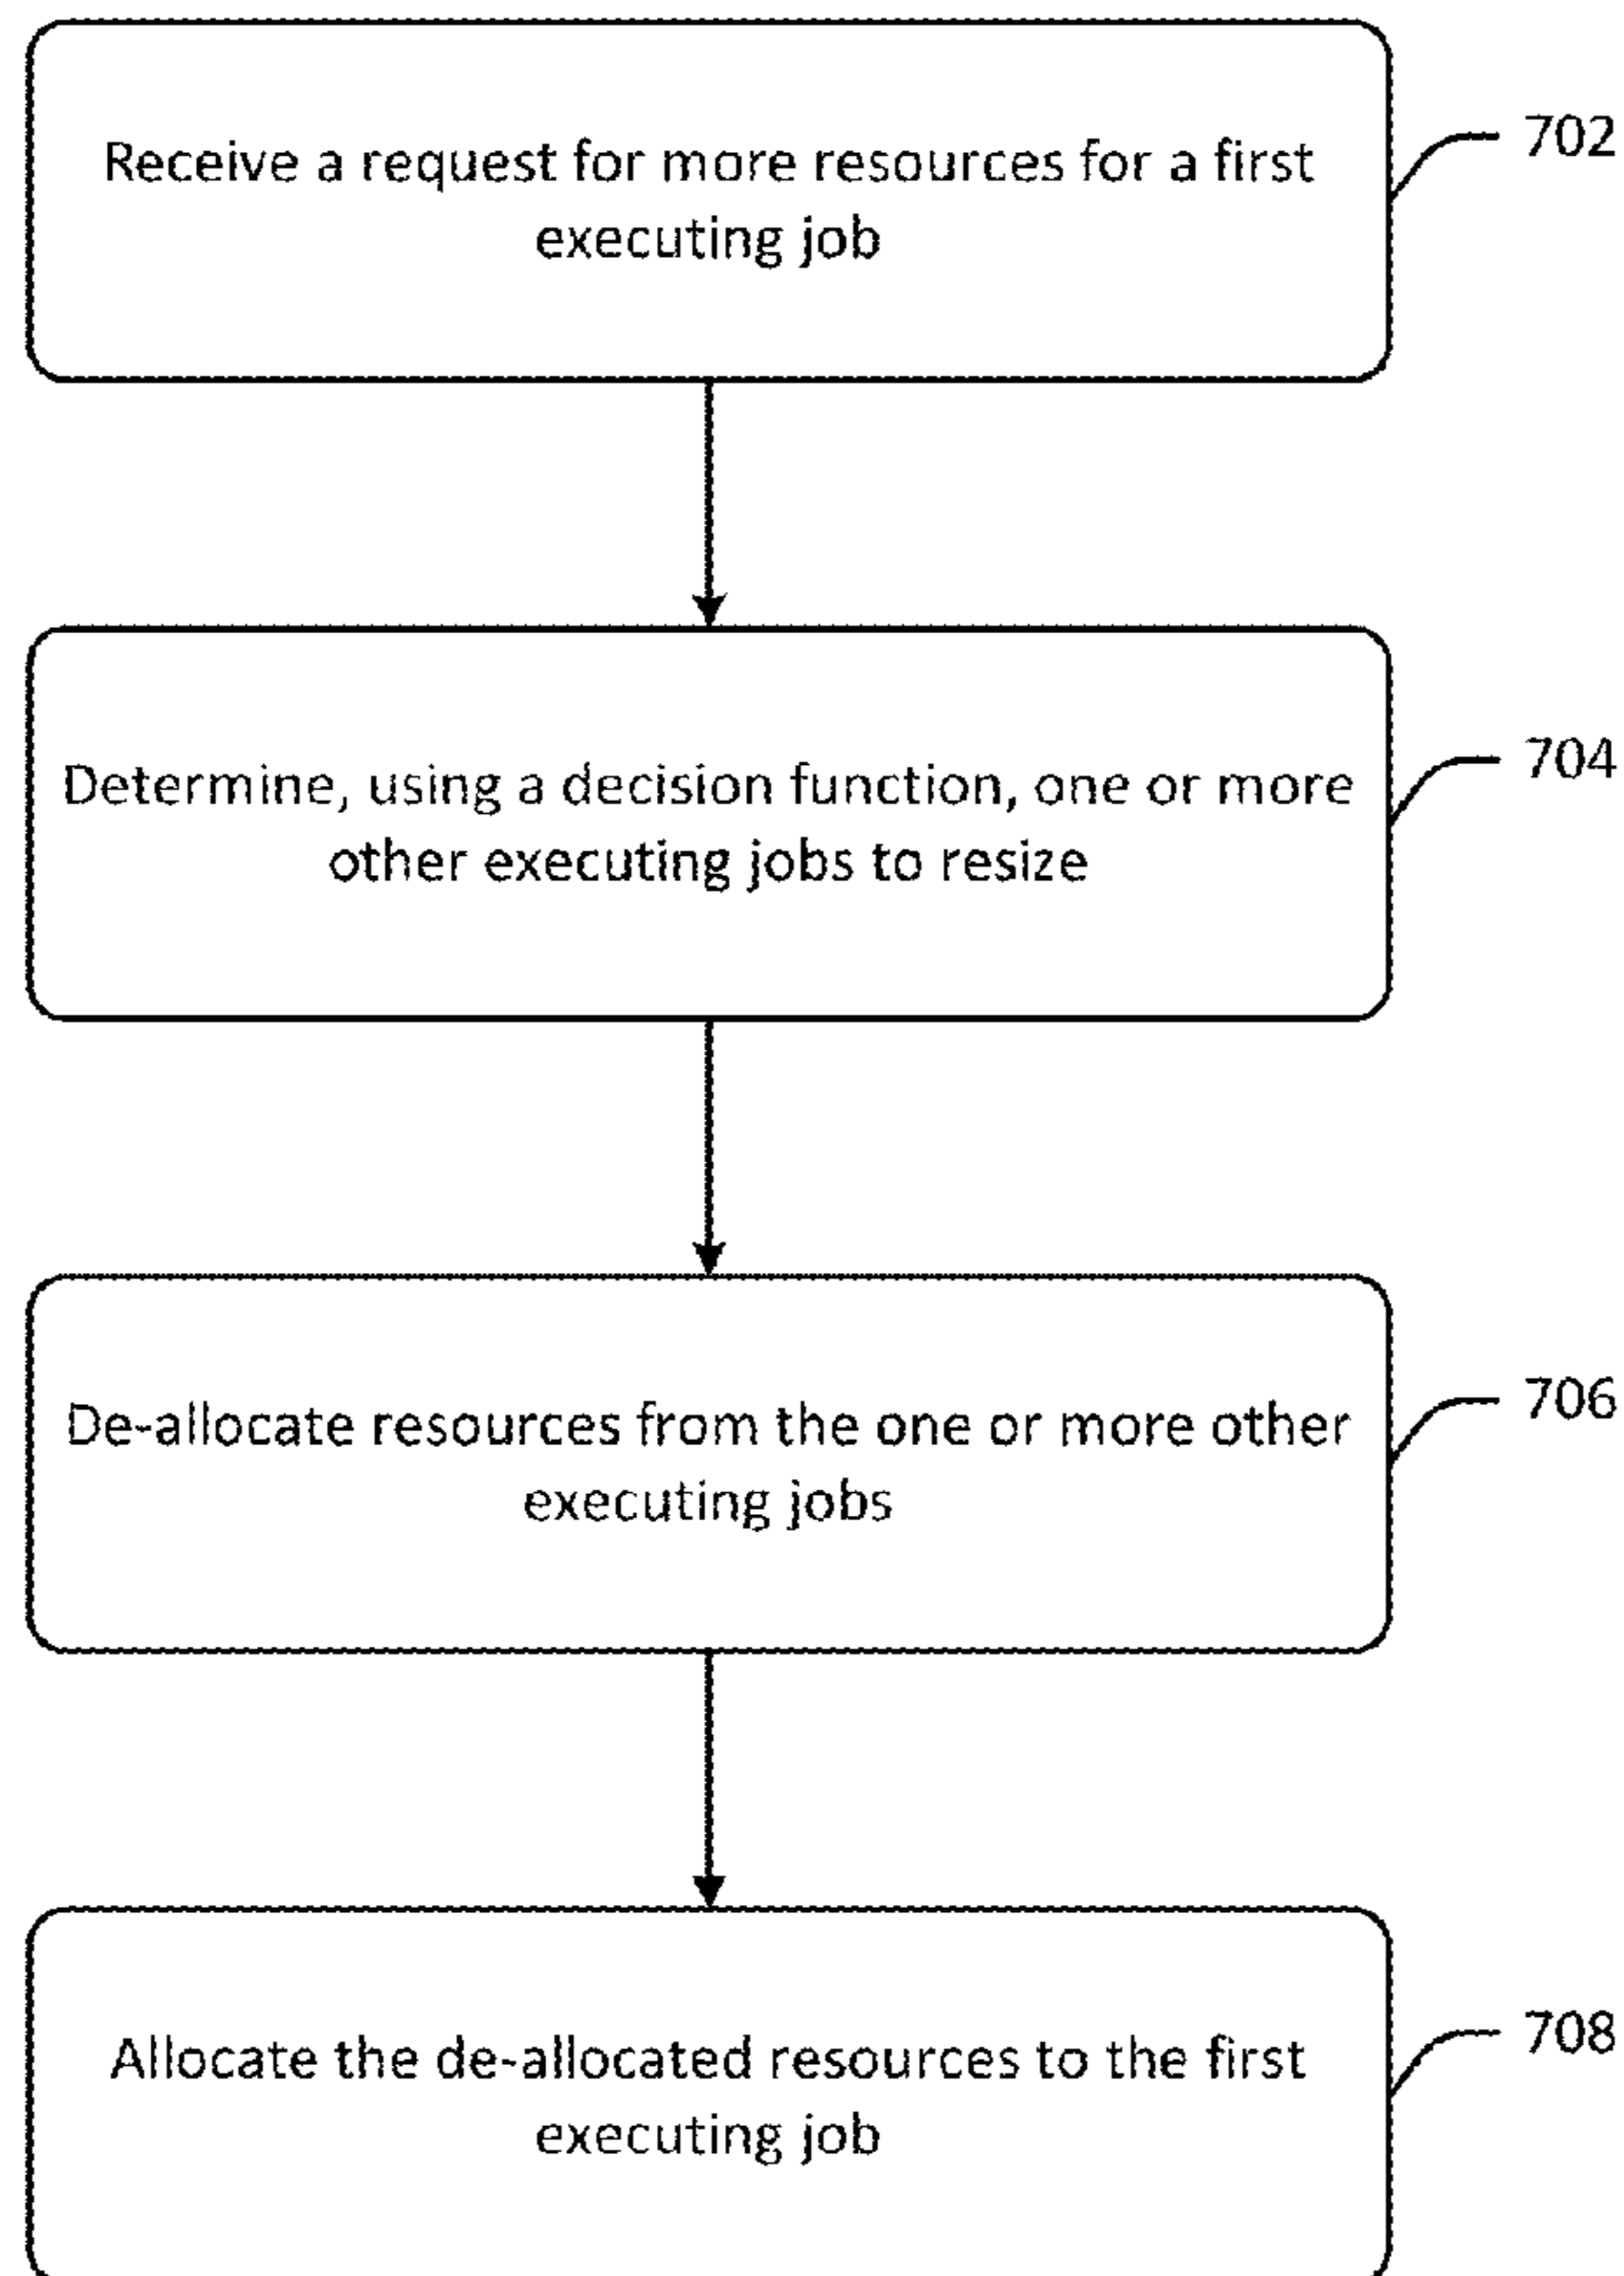 Receive a request for more resources for a first
executing job
702
Determine, using a decision function, one or more
other executing jobs to resize
704
De-allocate resources from the one or more other
executing jobs
706
Allocate the de-allocated resources to the first
executing job
708